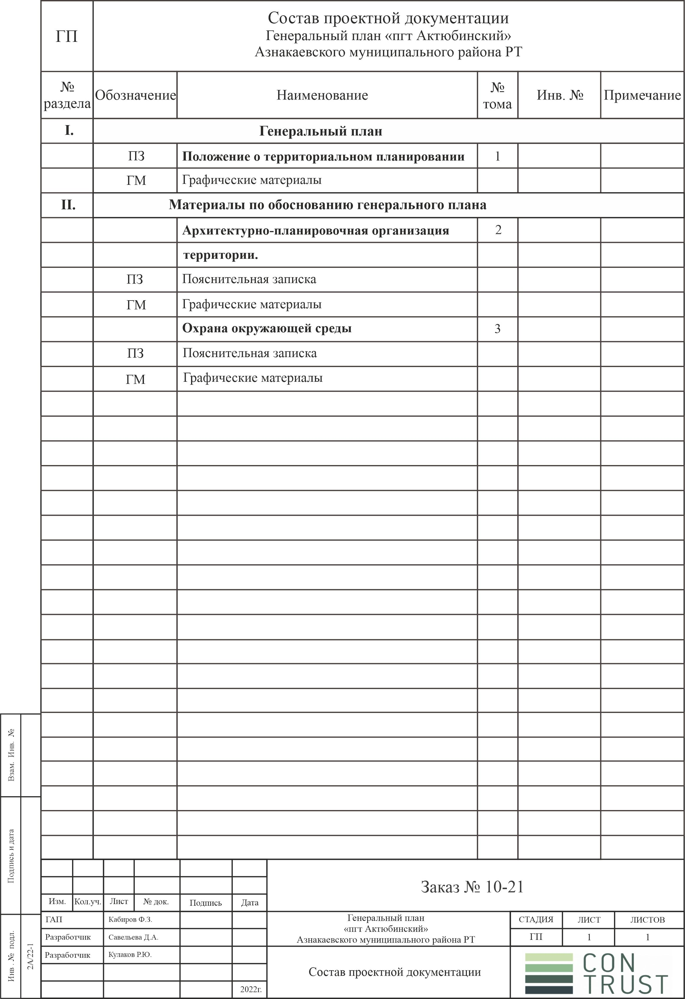 ГП
Состав проектной документации
Генеральный план «пгт Актюбинский»
Азнакаевского муниципального района РТ
№ раздела
Обозначение
Наименование
№ тома
Инв. №
Примечание
I. Генеральный план
ПЗ Положение о территориальном планировании 1
ГМ Графические материалы
II. Материалы по обоснованию генерального плана
Архитектурно-планировочная организация 2
территории.
ПЗ Пояснительная записка
ГМ Графические материалы
Охрана окружающей среды 3
ПЗ Пояснительная записка
ГМ Графические материалы
Взам. Инв. №
Подпись и дата
Инв . № подл.
2А/22-1
Изм. Кол.уч. Лист № док. Подпись Дата
ГАП Кабиров Ф.З.
Разработчик Савельева Д.А.
Разработчик Кулаков Р.Ю.
2022г.
Заказ № 10-21
Генеральный план
«пгт Актюбинский»
Азнакаевского муниципального района РТ
СТАДИЯ ЛИСТ ЛИСТОВ
ГП 1 1
Состав проектной документации
CON
TRUST